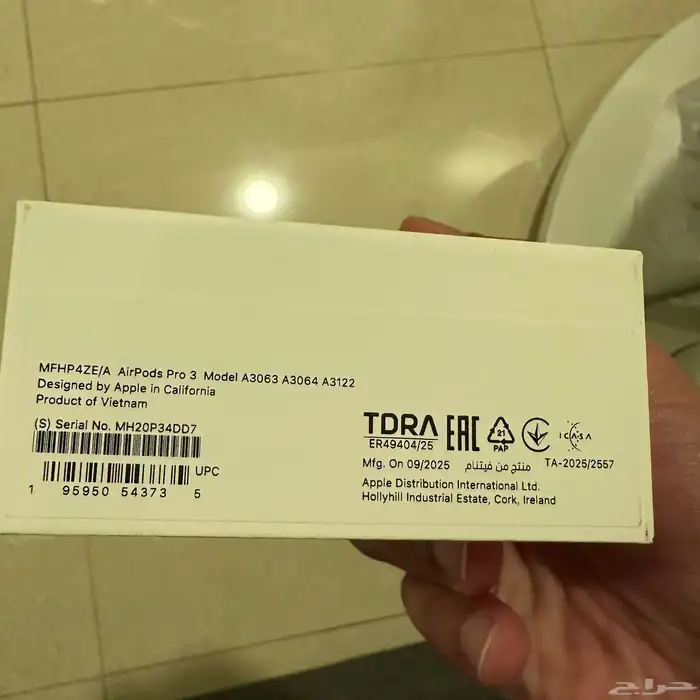 MFHP4ZE/A AirPods Pro 3 Model A3063 A3064 A3122
Designed by Apple in California
Product of Vietnam
(S) Serial No. MH20P34DD7
UPC
1 95950 54373 5
TDRA EAC 21 PAP ICASA
ER49404/25
Mfg. On 09/2025 منتج من فيتنام TA-2025/2557
Apple Distribution International Ltd.
Hollyhill Industrial Estate, Cork, Ireland
حراج